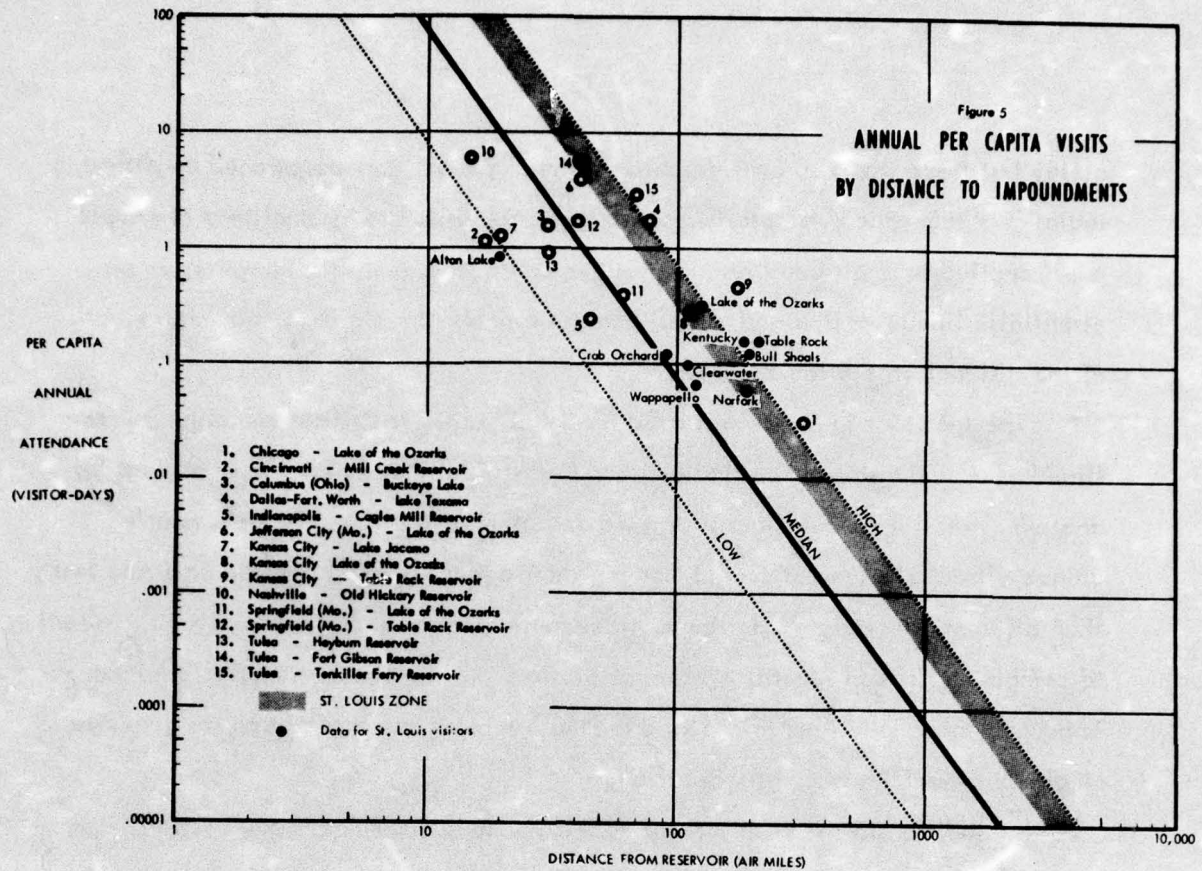 Figure 5
ANNUAL PER CAPITA VISITS
BY DISTANCE TO IMPOUNDMENTS
PER CAPITA
ANNUAL
ATTENDANCE
(VISITOR-DAYS)
100
10
1
.1
.01
.001
.0001
.00001
10
14
6
15
4
3
12
2
7
13
Alton Lake
11
5
9
Lake of the Ozarks
8
Kentucky
Table Rock
Bull Shoals
Crab Orchard
Clearwater
Wappapello
Norfork
1
LOW
MEDIAN
HIGH
1. Chicago - Lake of the Ozarks
2. Cincinnati - Mill Creek Reservoir
3. Columbus (Ohio) - Buckeye Lake
4. Dallas-Fort. Worth - Lake Texoma
5. Indianapolis - Cagles Mill Reservoir
6. Jefferson City (Mo.) - Lake of the Ozarks
7. Kansas City - Lake Jacomo
8. Kansas City Lake of the Ozarks
9. Kansas City - Table Rock Reservoir
10. Nashville - Old Hickory Reservoir
11. Springfield (Mo.) - Lake of the Ozarks
12. Springfield (Mo.) - Table Rock Reservoir
13. Tulsa - Heyburn Reservoir
14. Tulsa - Fort Gibson Reservoir
15. Tulsa - Tenkiller Ferry Reservoir
ST. LOUIS ZONE
Data for St. Louis visitors
1
10
100
1000
10,000
DISTANCE FROM RESERVOIR (AIR MILES)